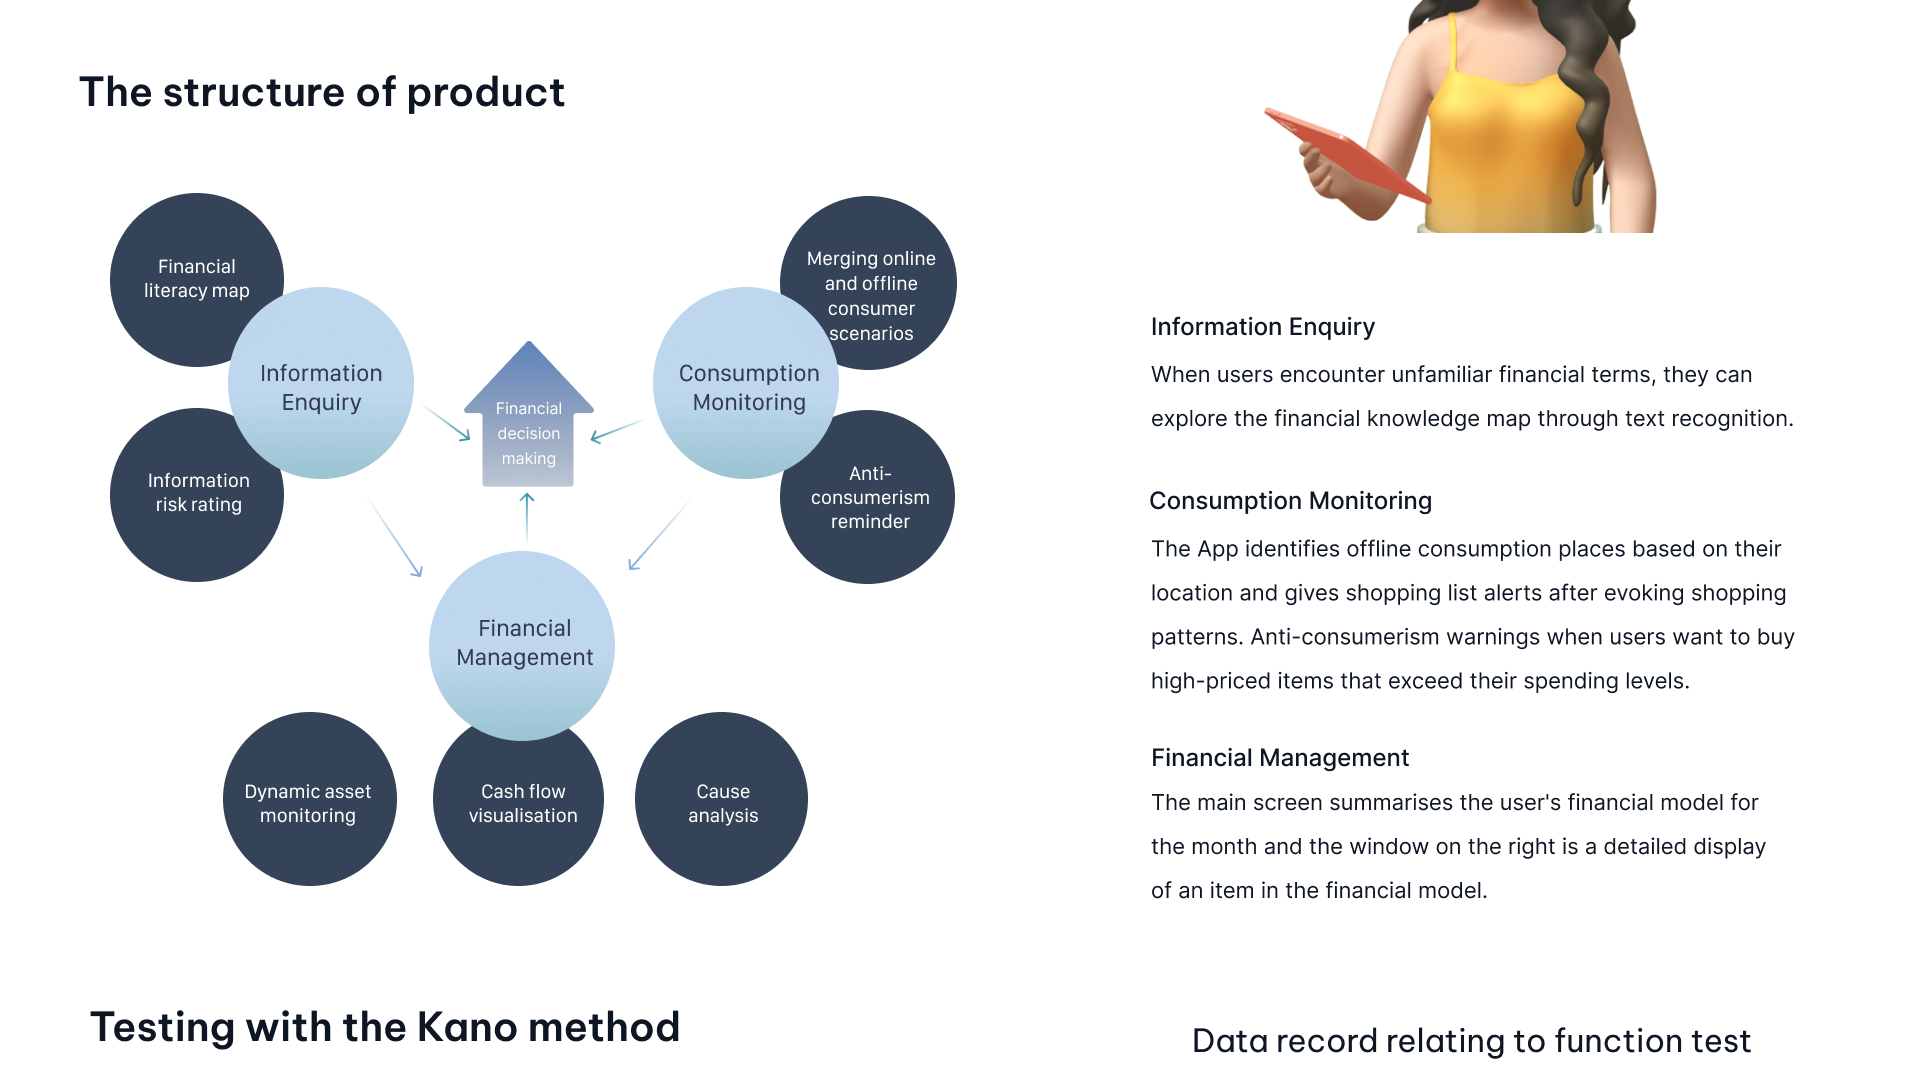 The structure of product
Financial
literacy map
Information
Enquiry
Information
risk rating
Financial
decision
making
Merging online
and offline
consumer
scenarios
Consumption
Monitoring
Anti-
consumerism
reminder
Financial
Management
Dynamic asset
monitoring
Cash flow
visualisation
Cause
analysis
Information Enquiry
When users encounter unfamiliar financial terms, they can
explore the financial knowledge map through text recognition.
Consumption Monitoring
The App identifies offline consumption places based on their
location and gives shopping list alerts after evoking shopping
patterns. Anti-consumerism warnings when users want to buy
high-priced items that exceed their spending levels.
Financial Management
The main screen summarises the user's financial model for
the month and the window on the right is a detailed display
of an item in the financial model.
Testing with the Kano method
Data record relating to function test